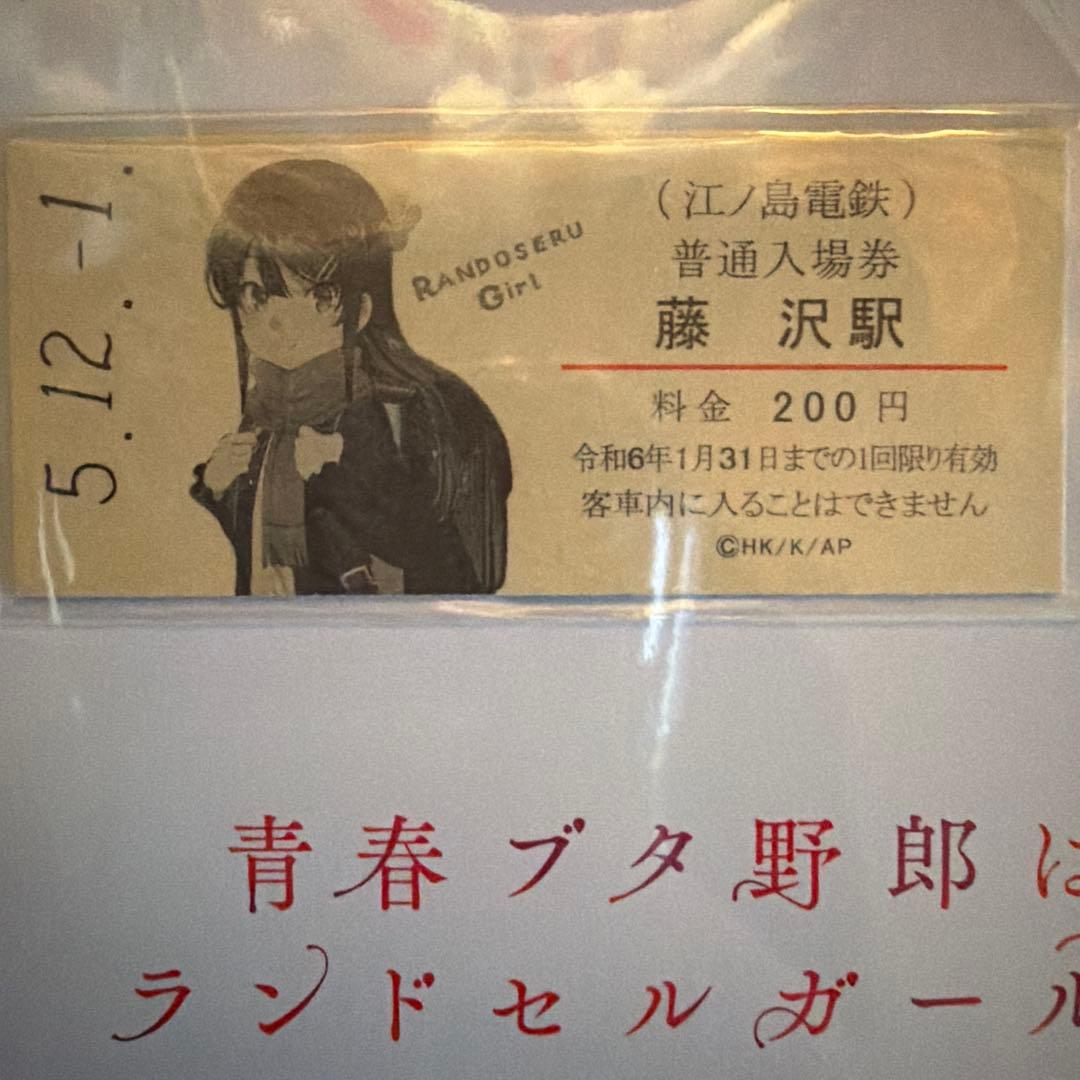 5.12.-1.
RANDOSERU
Girl
(江ノ島電鉄)
普通入場券
藤 沢駅
料金 200円
令和6年1月31日までの1回限り有効
客車内に入ることはできません
©HK/K/AP
青春ブタ野郎は
ランドセルガール